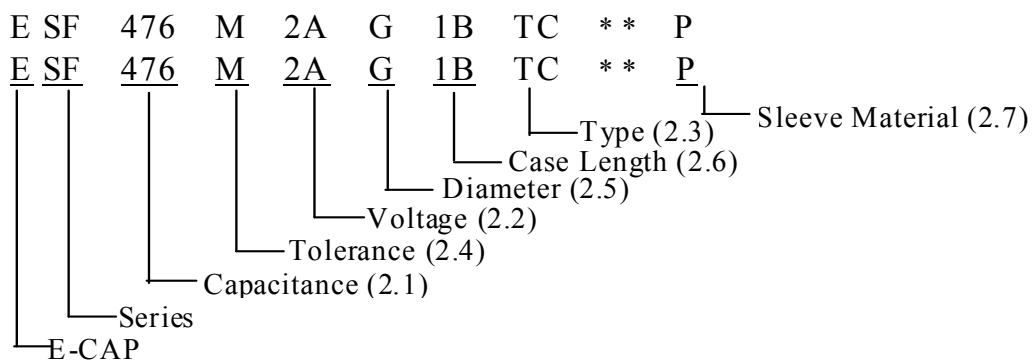 E SF 476 M 2A G 1B TC * * P
E SF 476 M 2A G 1B TC * * P
Sleeve Material (2.7)
Type (2.3)
Case Length (2.6)
Diameter (2.5)
Voltage (2.2)
Tolerance (2.4)
Capacitance (2.1)
Series
E-CAP